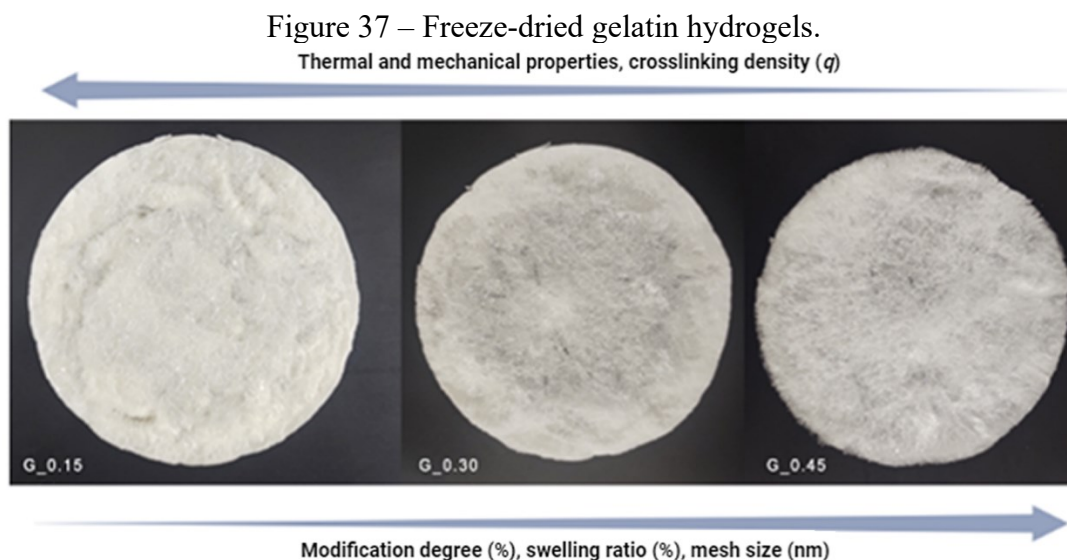 Figure 37 – Freeze-dried gelatin hydrogels.
Thermal and mechanical properties, crosslinking density (q)
G_0.15
G_0.30
G_0.45
Modification degree (%), swelling ratio (%), mesh size (nm)